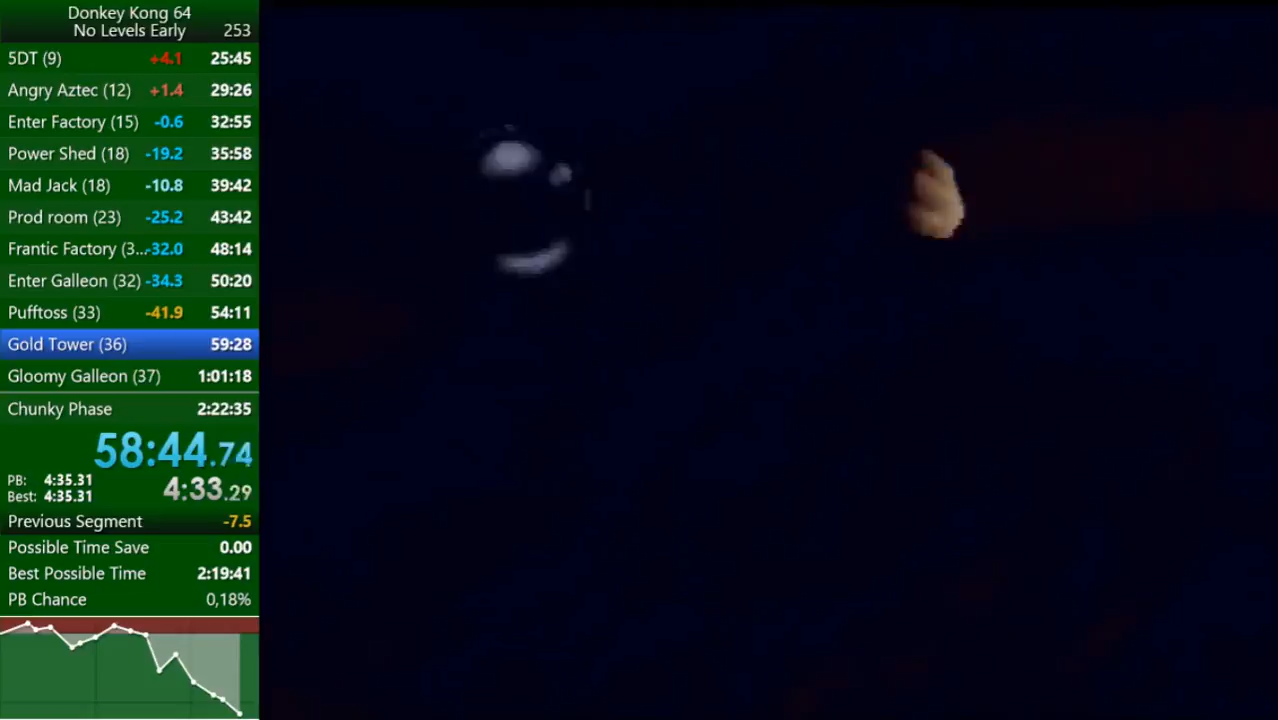 Donkey Kong 64
No Levels Early 253
5DT (9) +4.1 25:45
Angry Aztec (12) +1.4 29:26
Enter Factory (15) -0.6 32:55
Power Shed (18) -19.2 35:58
Mad Jack (18) -10.8 39:42
Prod room (23) -25.2 43:42
Frantic Factory (3... -32.0 48:14
Enter Galleon (32) -34.3 50:20
Pufftoss (33) -41.9 54:11
Gold Tower (36) 59:28
Gloomy Galleon (37) 1:01:18
Chunky Phase 2:22:35
58:44.74
PB: 4:35.31
Best: 4:35.31
4:33.29
Previous Segment -7.5
Possible Time Save 0.00
Best Possible Time 2:19:41
PB Chance 0,18%